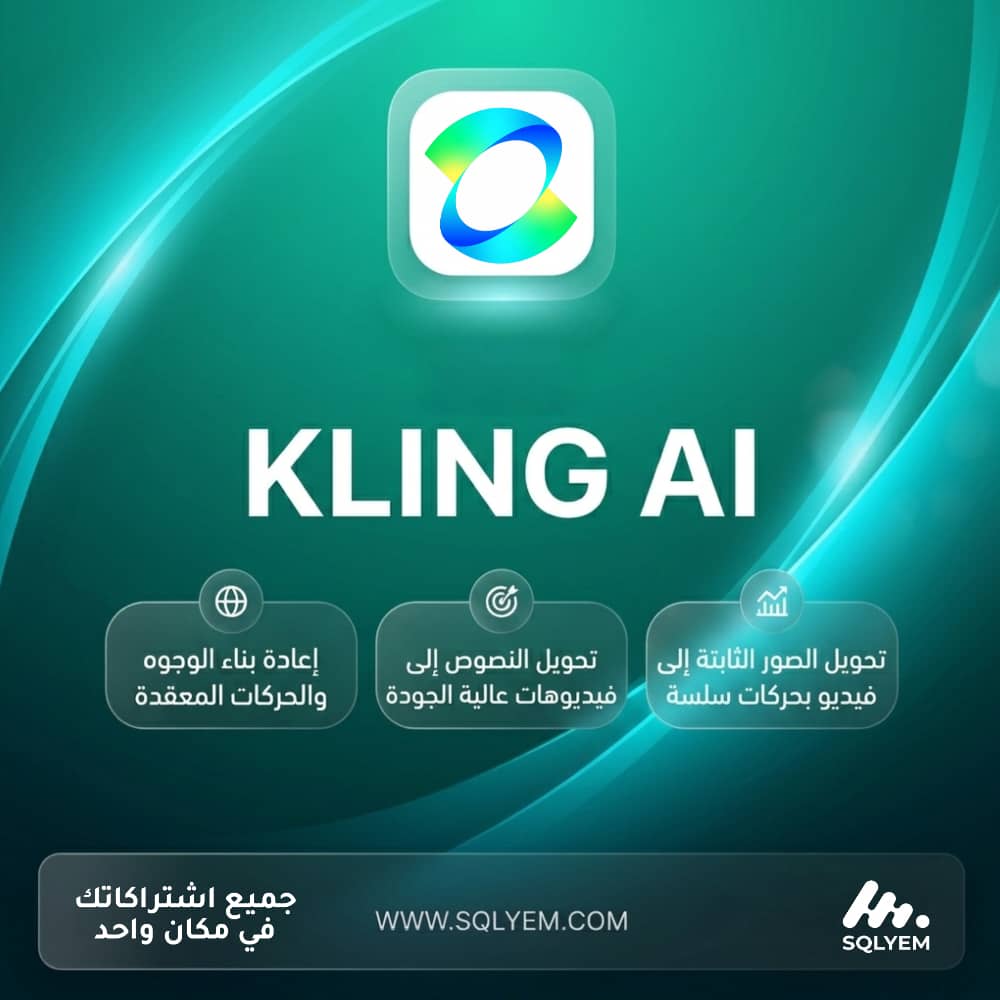 KLING AI
تحويل الصور الثابتة إلى
فيديو بحركات سلسة
تحويل النصوص إلى
فيديوهات عالية الجودة
إعادة بناء الوجوه
والحركات المعقدة
SQLYEM
WWW.SQLYEM.COM
جميع اشتراكاتك
في مكان واحد